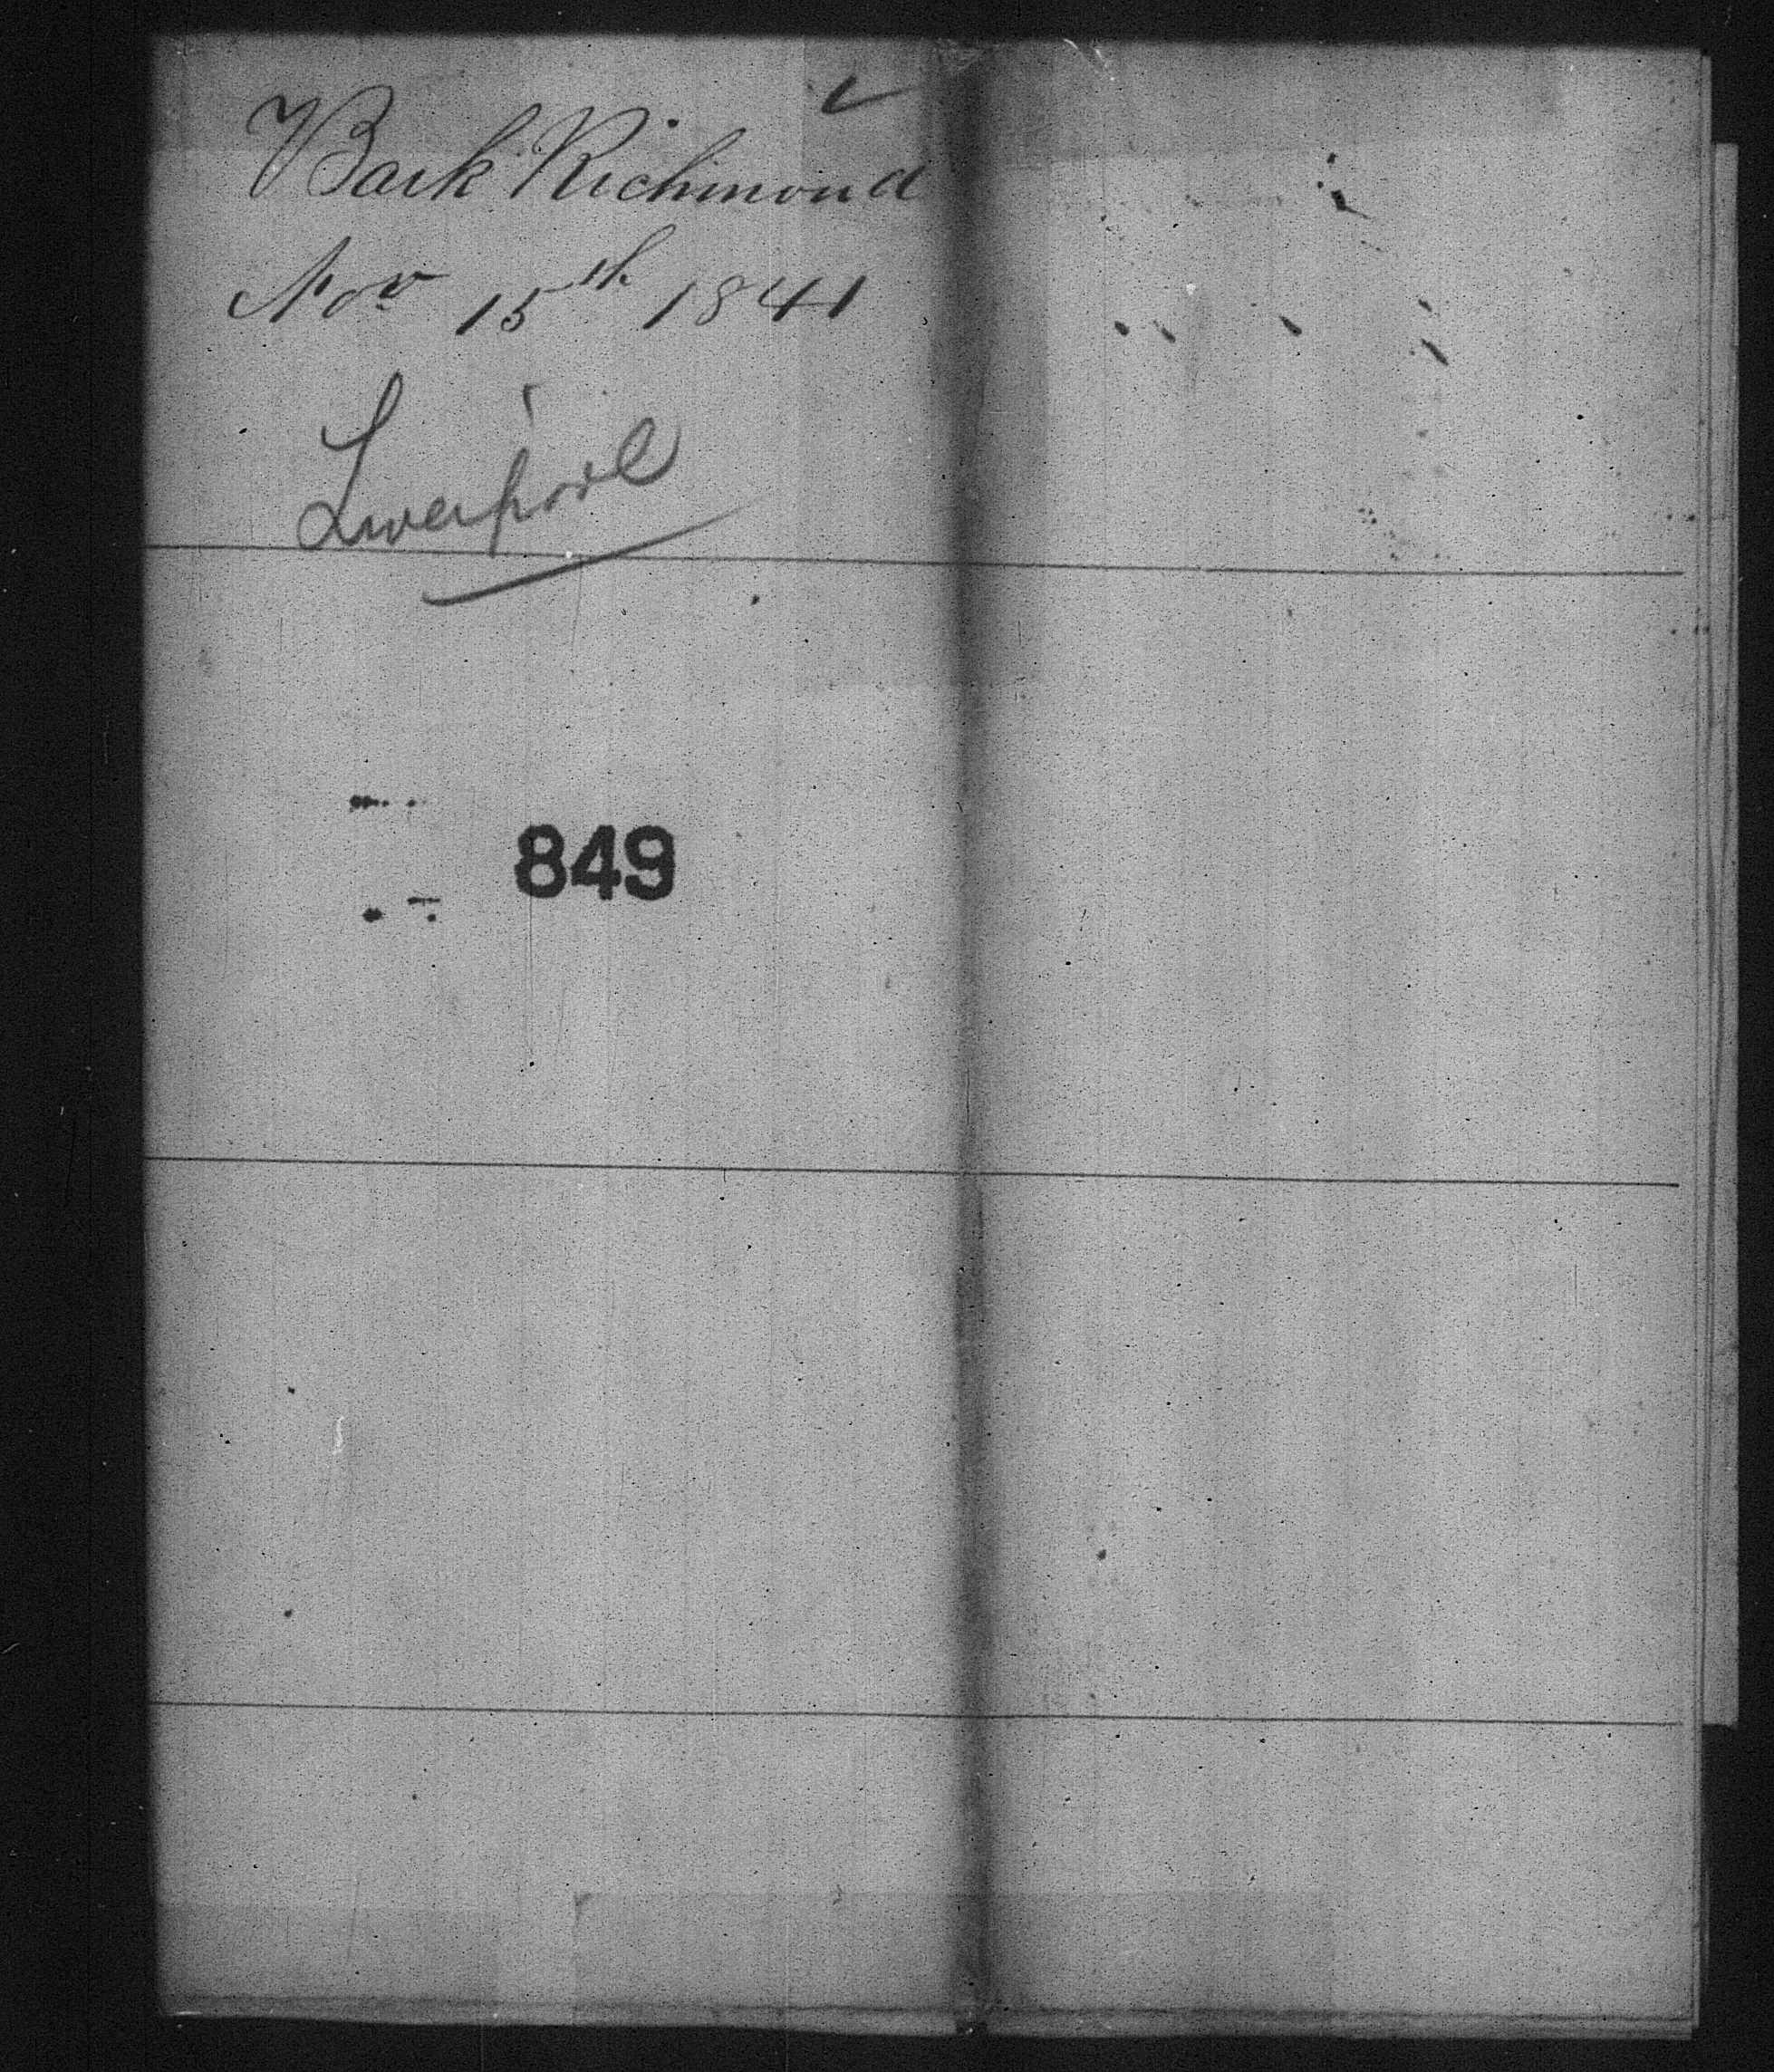 Bark Richmond
Nov 15th 1841
Liverpool
849